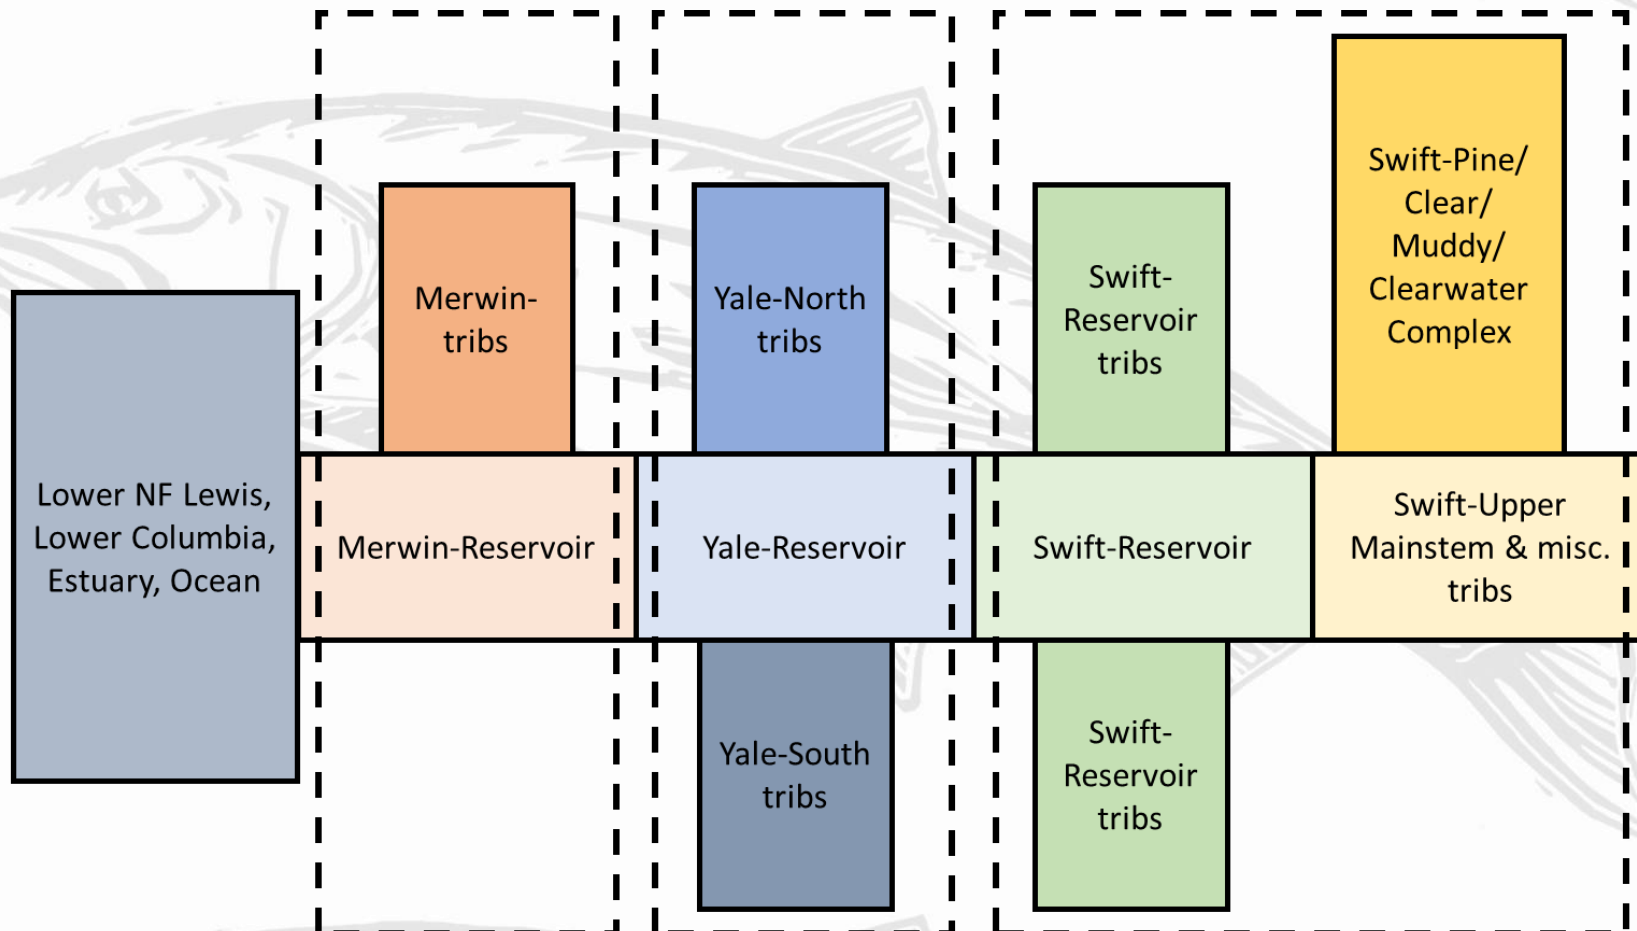 Swift-Pine/
Clear/
Muddy/
Clearwater
Complex
Merwin-
tribs
Yale-North
tribs
Swift-
Reservoir
tribs
Lower NF Lewis,
Lower Columbia,
Estuary, Ocean
Merwin-Reservoir
Yale-Reservoir
Swift-Reservoir
Swift-Upper
Mainstem & misc.
tribs
Yale-South
tribs
Swift-
Reservoir
tribs